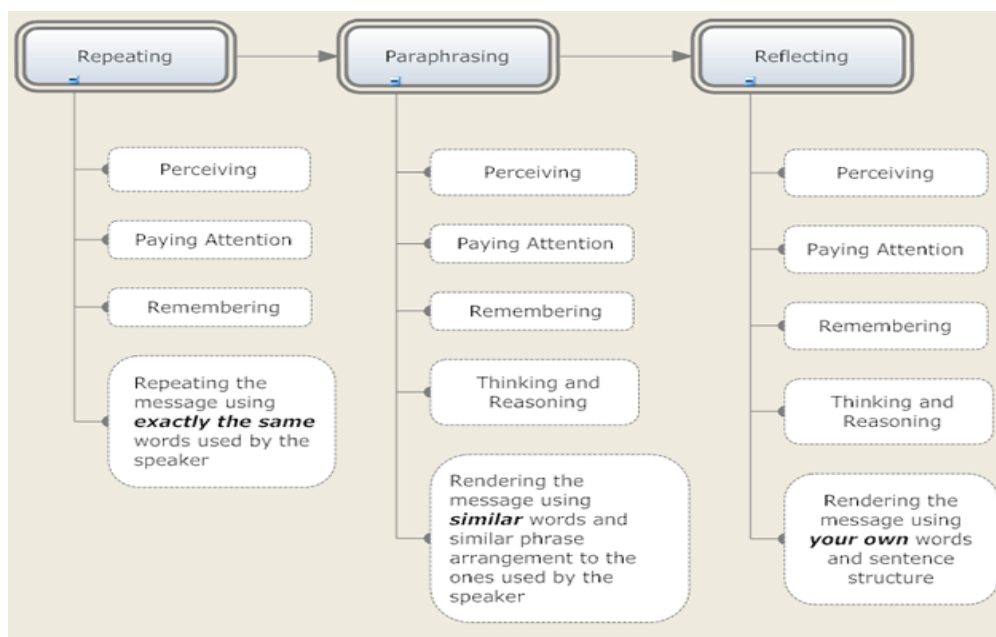 Repeating
Paraphrasing
Reflecting
Perceiving
Paying Attention
Remembering
Repeating the
message using
exactly the same
words used by the
speaker
Perceiving
Paying Attention
Remembering
Thinking and
Reasoning
Rendering the
message using
similar words and
similar phrase
arrangement to the
ones used by the
speaker
Perceiving
Paying Attention
Remembering
Thinking and
Reasoning
Rendering the
message using
your own words
and sentence
structure